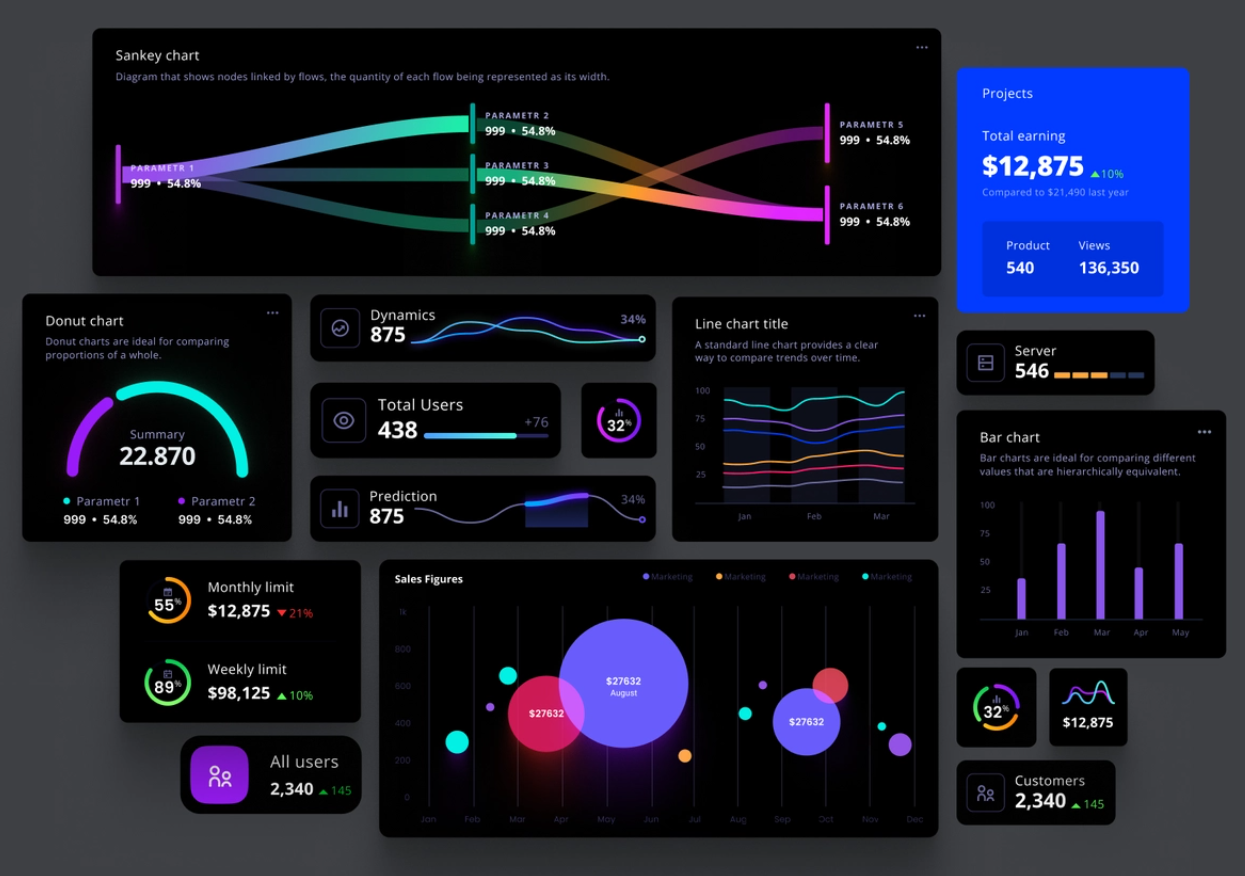 Sankey chart
Diagram that shows nodes linked by flows, the quantity of each flow being represented as its width.
PARAMETR 1
999 • 54.8%
PARAMETR 2
999 • 54.8%
PARAMETR 3
999 • 54.8%
PARAMETR 4
999 • 54.8%
PARAMETR 5
999 • 54.8%
PARAMETR 6
999 • 54.8%
Projects
Total earning
$12,875 10%
Compared to $21,490 last year
Product Views
540 136,350
Donut chart
Donut charts are ideal for comparing
proportions of a whole.
Summary
22.870
Parametr 1 Parametr 2
999 • 54.8% 999 • 54.8%
Dynamics
875
34%
Total Users
438
+76
32%
Prediction
875
34%
Line chart title
A standard line chart provides a clear
way to compare trends over time.
100
75
50
25
Jan Feb Mar
Server
546
Bar chart
Bar charts are ideal for comparing different
values that are hierarchically equivalent.
100
75
50
25
Jan Feb Mar Apr May
55%
Monthly limit
$12,875 21%
89%
Weekly limit
$98,125 10%
All users
2,340 145
Sales Figures
Marketing Marketing Marketing Marketing
1k
800
600
400
200
0
$27632
$27632
August
$27632
Jan Feb Mar Apr May Jun Jul Aug Sep Oct Nov Dec
32%
$12,875
Customers
2,340 145